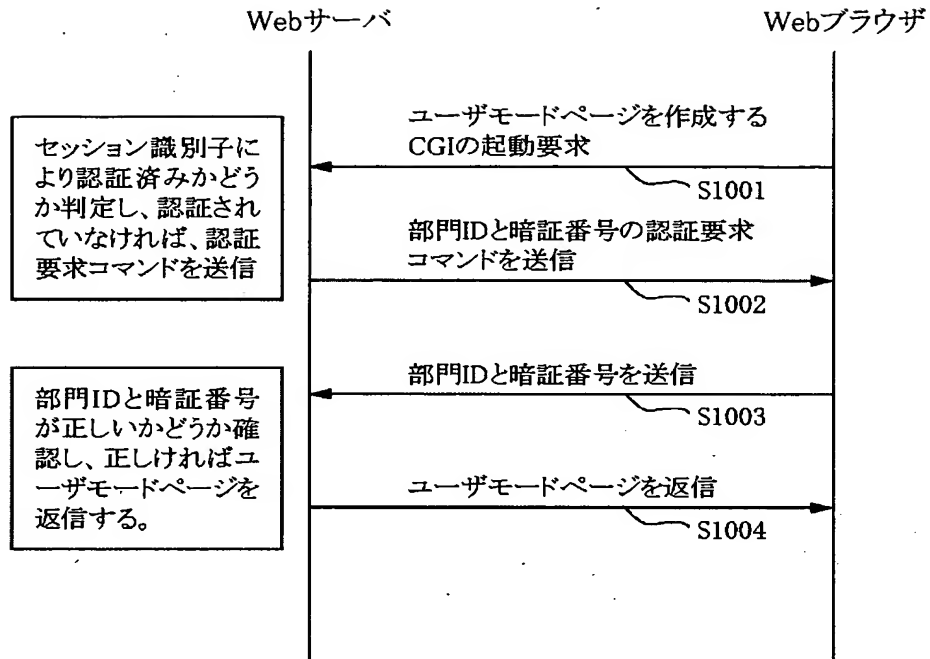 Webサーバ
Webブラウザ
セッション識別子に
より認証済みかどう
か判定し、認証され
ていなければ、認証
要求コマンドを送信
ユーザモードページを作成する
CGIの起動要求
S1001
部門IDと暗証番号の認証要求
コマンドを送信
S1002
部門IDと暗証番号
が正しいかどうか確
認し、正しければユ
ーザモードページを
返信する。
部門IDと暗証番号を送信
S1003
ユーザモードページを返信
S1004